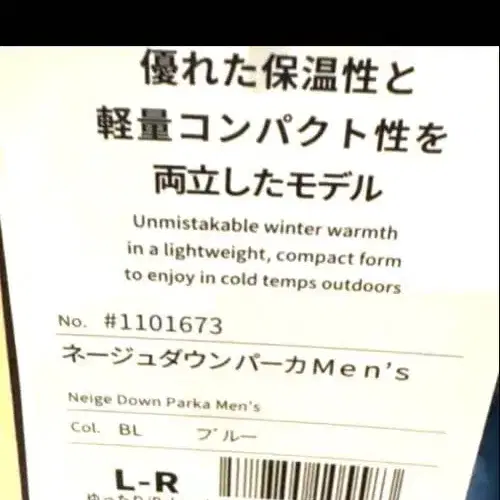 優れた保温性と
軽量コンパクト性を
両立したモデル
Unmistakable winter warmth
in a lightweight, compact form
to enjoy in cold temps outdoors
No. #1101673
ネージュダウンパーカMen's
Neige Down Parka Men's
Col. BL ブルー
L-R